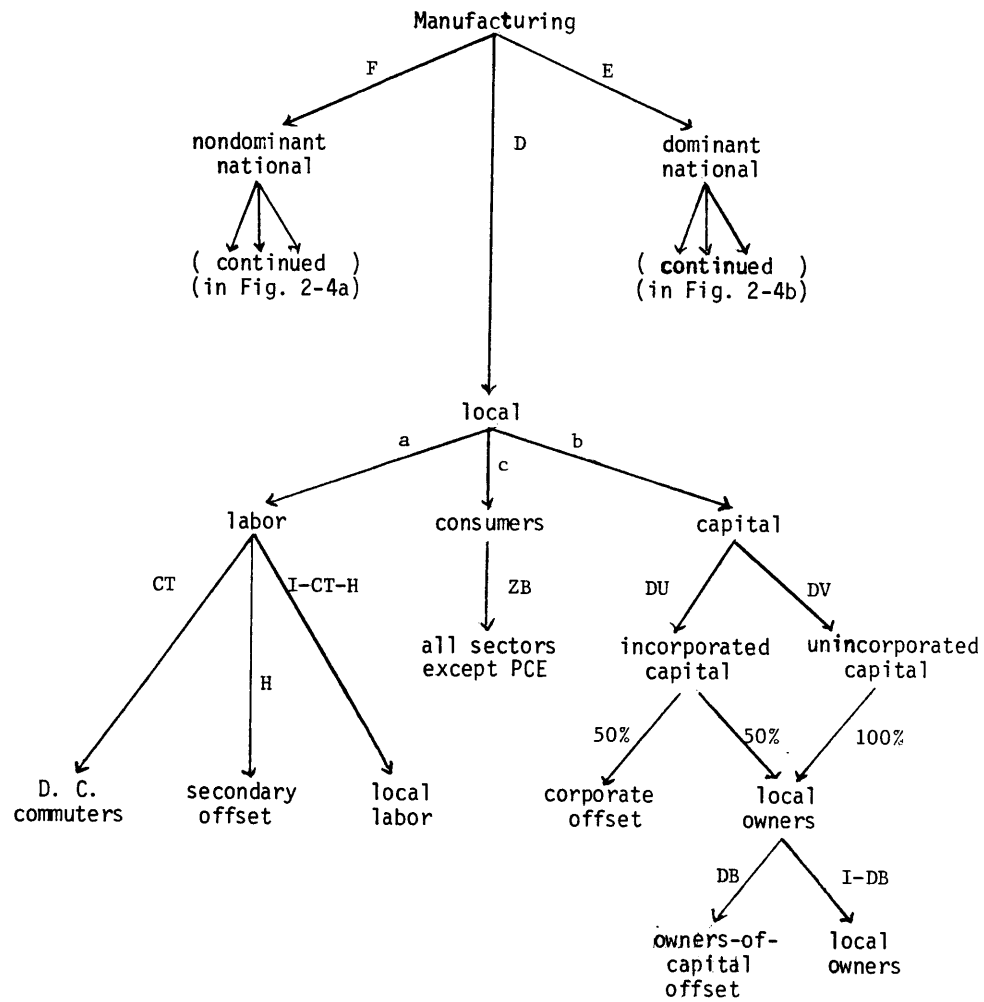 Manufacturing
F
E
D
nondominant
national
dominant
national
( continued )
(in Fig. 2-4a)
( continued )
(in Fig. 2-4b)
local
a
c
b
labor
consumers
capital
CT
I-CT-H
H
ZB
DU
DV
all sectors
except PCE
incorporated
capital
unincorporated
capital
50%
50%
100%
D. C.
commuters
secondary
offset
local
labor
corporate
offset
local
owners
DB
I-DB
owners-of-
capital
offset
local
owners